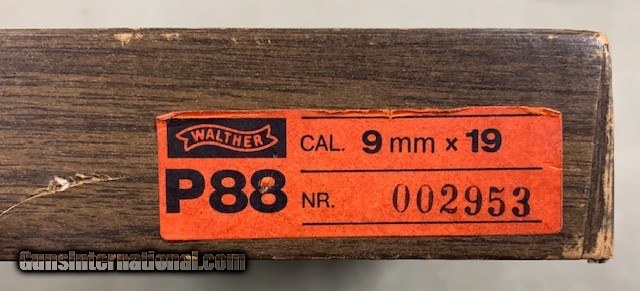 WALTHER
CAL. 9 mm x 19
P88
NR. 002953
GunsInternational.com